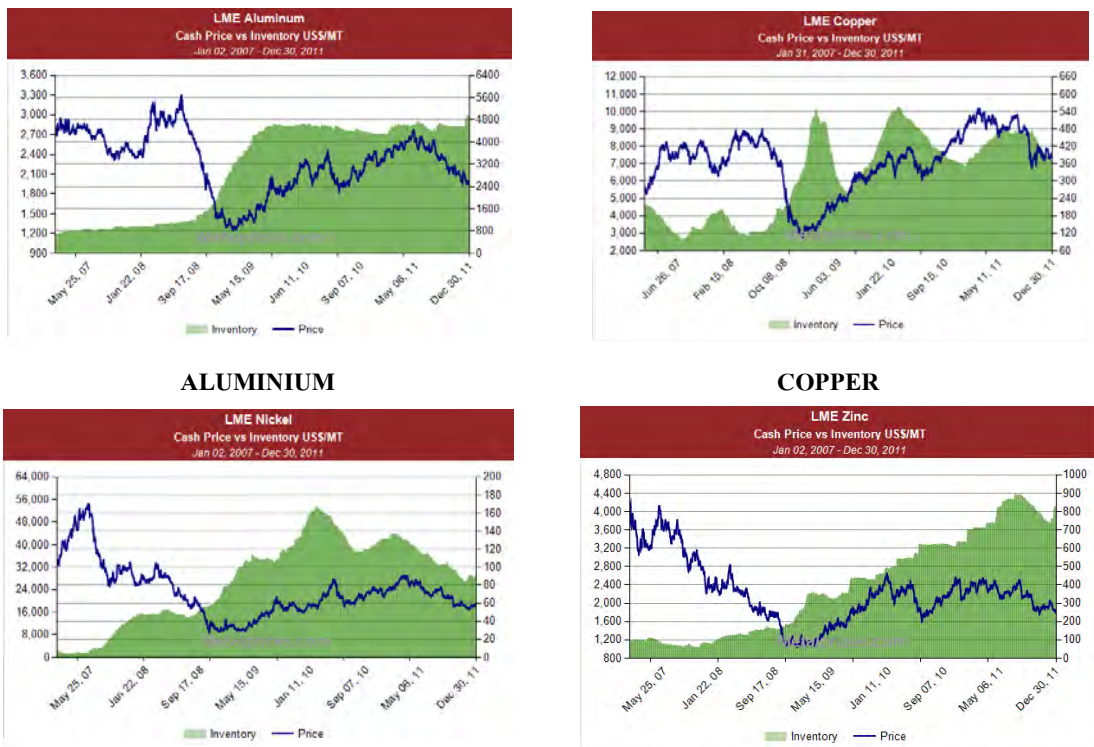 LME Aluminum
Cash Price vs Inventory US$/MT
Jan 02, 2007 - Dec 30, 2011
3,600
3,300
3,000
2,700
2,400
2,100
1,800
1,500
1,200
900
6400
5600
4800
4000
3200
2400
1600
800
0
May 25, 07
Jan 22, 08
Sep 17, 08
May 15, 09
Jan 11, 10
Sep 07, 10
May 06, 11
Dec 30, 11
Inventory Price
LME Copper
Cash Price vs Inventory US$/MT
Jan 31, 2007 - Dec 30, 2011
12,000
11,000
10,000
9,000
8,000
7,000
6,000
5,000
4,000
3,000
2,000
660
600
540
480
420
360
300
240
180
120
60
Jun 26, 07
Feb 15, 08
Oct 08, 08
Jun 03, 09
Jan 22, 10
Sep 15, 10
May 11, 11
Dec 30, 11
Inventory Price
ALUMINIUM
COPPER
LME Nickel
Cash Price vs Inventory US$/MT
Jan 02, 2007 - Dec 30, 2011
64,000
56,000
48,000
40,000
32,000
24,000
16,000
8,000
0
200
180
160
140
120
100
80
60
40
20
0
May 25, 07
Jan 22, 08
Sep 17, 08
May 15, 09
Jan 11, 10
Sep 07, 10
May 06, 11
Dec 30, 11
Inventory Price
LME Zinc
Cash Price vs Inventory US$/MT
Jan 02, 2007 - Dec 30, 2011
4,800
4,400
4,000
3,600
3,200
2,800
2,400
2,000
1,600
1,200
800
1000
900
800
700
600
500
400
300
200
100
0
May 25, 07
Jan 22, 08
Sep 17, 08
May 15, 09
Jan 11, 10
Sep 07, 10
May 06, 11
Dec 30, 11
Inventory Price